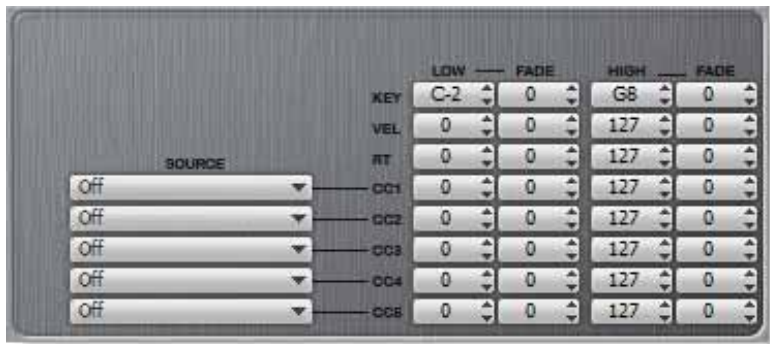 LOW FADE HIGH FADE
KEY C-2 0 G8 0
VEL 0 0 127 0
SOURCE RT 0 0 127 0
Off CC1 0 0 127 0
Off CC2 0 0 127 0
Off CC3 0 0 127 0
Off CC4 0 0 127 0
Off CC5 0 0 127 0